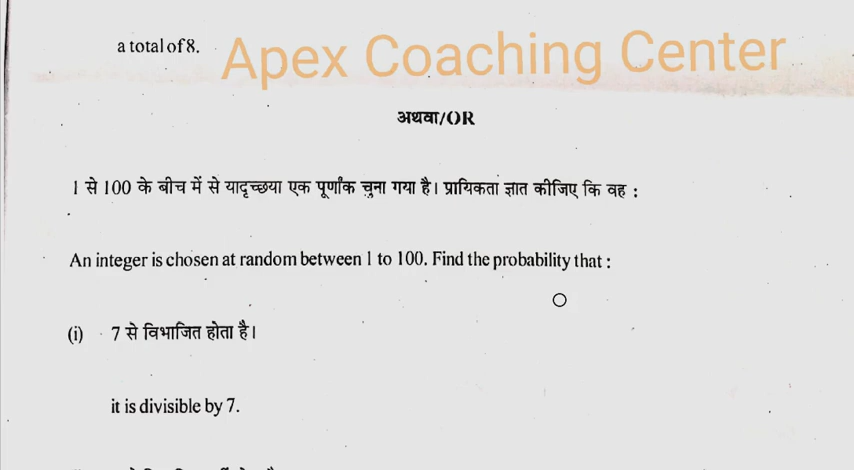 a total of 8.
Apex Coaching Center
अथवा/OR
1 से 100 के बीच में से यादृच्छया एक पूर्णांक चुना गया है। प्रायिकता ज्ञात कीजिए कि वह :
An integer is chosen at random between 1 to 100. Find the probability that :
(i) 7 से विभाजित होता है।
it is divisible by 7.